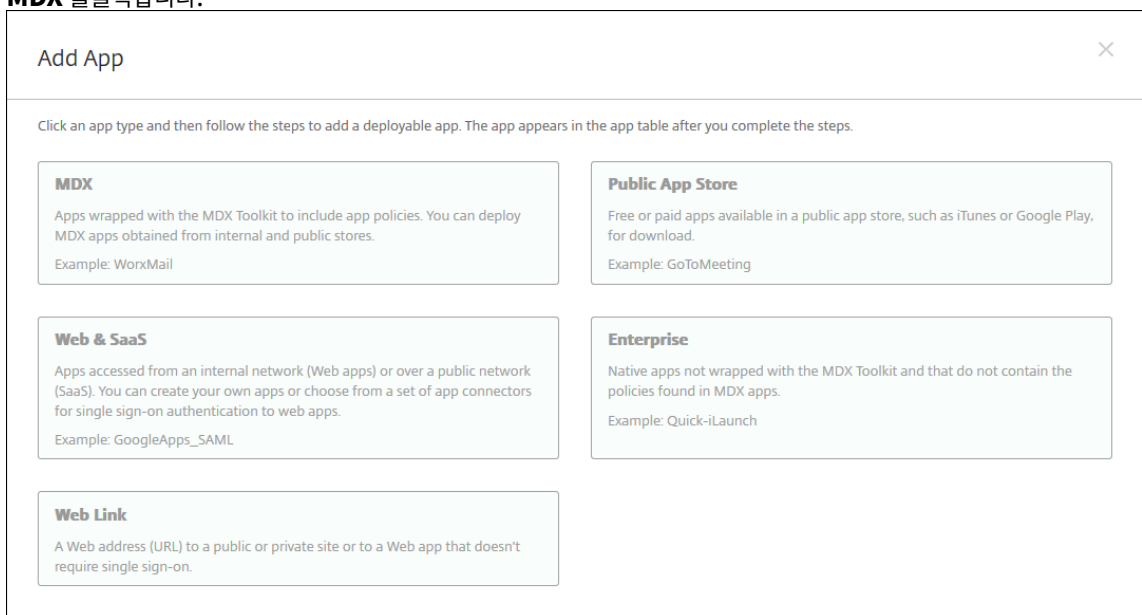 MDX 를클릭합니다.
Add App
Click an app type and then follow the steps to add a deployable app. The app appears in the app table after you complete the steps.
MDX
Apps wrapped with the MDX Toolkit to include app policies. You can deploy
MDX apps obtained from internal and public stores.
Example: WorxMail
Public App Store
Free or paid apps available in a public app store, such as iTunes or Google Play,
for download.
Example: GoToMeeting
Web & SaaS
Apps accessed from an internal network (Web apps) or over a public network
(SaaS). You can create your own apps or choose from a set of app connectors
for single sign-on authentication to web apps.
Example: GoogleApps_SAML
Enterprise
Native apps not wrapped with the MDX Toolkit and that do not contain the
policies found in MDX apps.
Example: Quick-iLaunch
Web Link
A Web address (URL) to a public or private site or to a Web app that doesn't
require single sign-on.